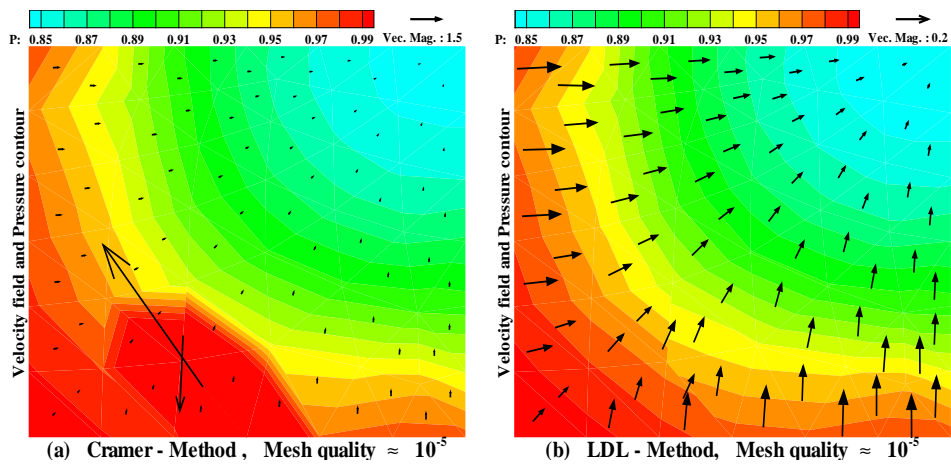 P: 0.85 0.87 0.89 0.91 0.93 0.95 0.97 0.99 Vec. Mag. : 1.5
Velocity field and Pressure contour
(a) Cramer - Method , Mesh quality ≈ 10^-5
P: 0.85 0.87 0.89 0.91 0.93 0.95 0.97 0.99 Vec. Mag. : 0.2
Velocity field and Pressure contour
(b) LDL - Method, Mesh quality ≈ 10^-5